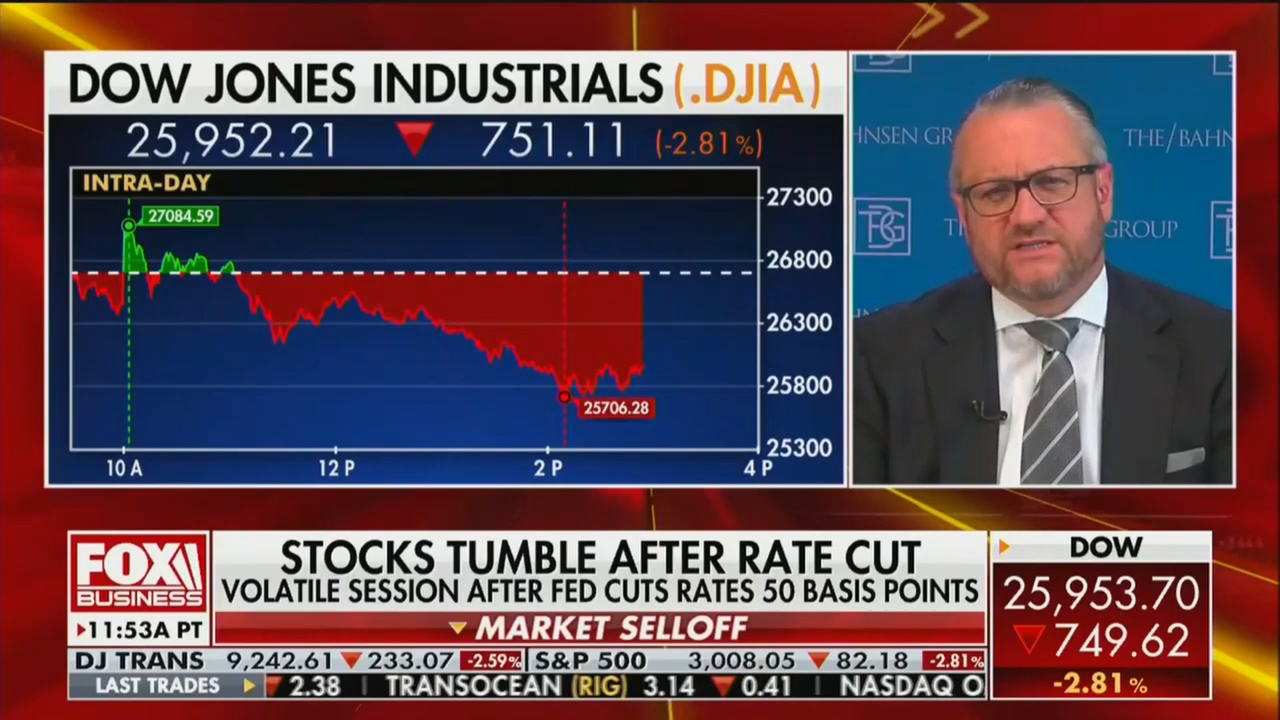 DOW JONES INDUSTRIALS (.DJIA)
25,952.21 ▼ 751.11 (-2.81%)
INTRA-DAY
27084.59
25706.28
27300
26800
26300
25800
25300
10 A 12 P 2 P 4 P
HNSEN GR THE/BAHN
TBG
GROUP
FOX
BUSINESS
11:53A PT
STOCKS TUMBLE AFTER RATE CUT
VOLATILE SESSION AFTER FED CUTS RATES 50 BASIS POINTS
MARKET SELLOFF
DOW
25,953.70
▼ 749.62
-2.81%
DJ TRANS 9,242.61 ▼ 233.07 -2.59% S&P 500 3,008.05 ▼ 82.18 -2.81%
LAST TRADES ▼ 2.38 TRANSOCEAN (RIG) 3.14 ▼ 0.41 NASDAQ O